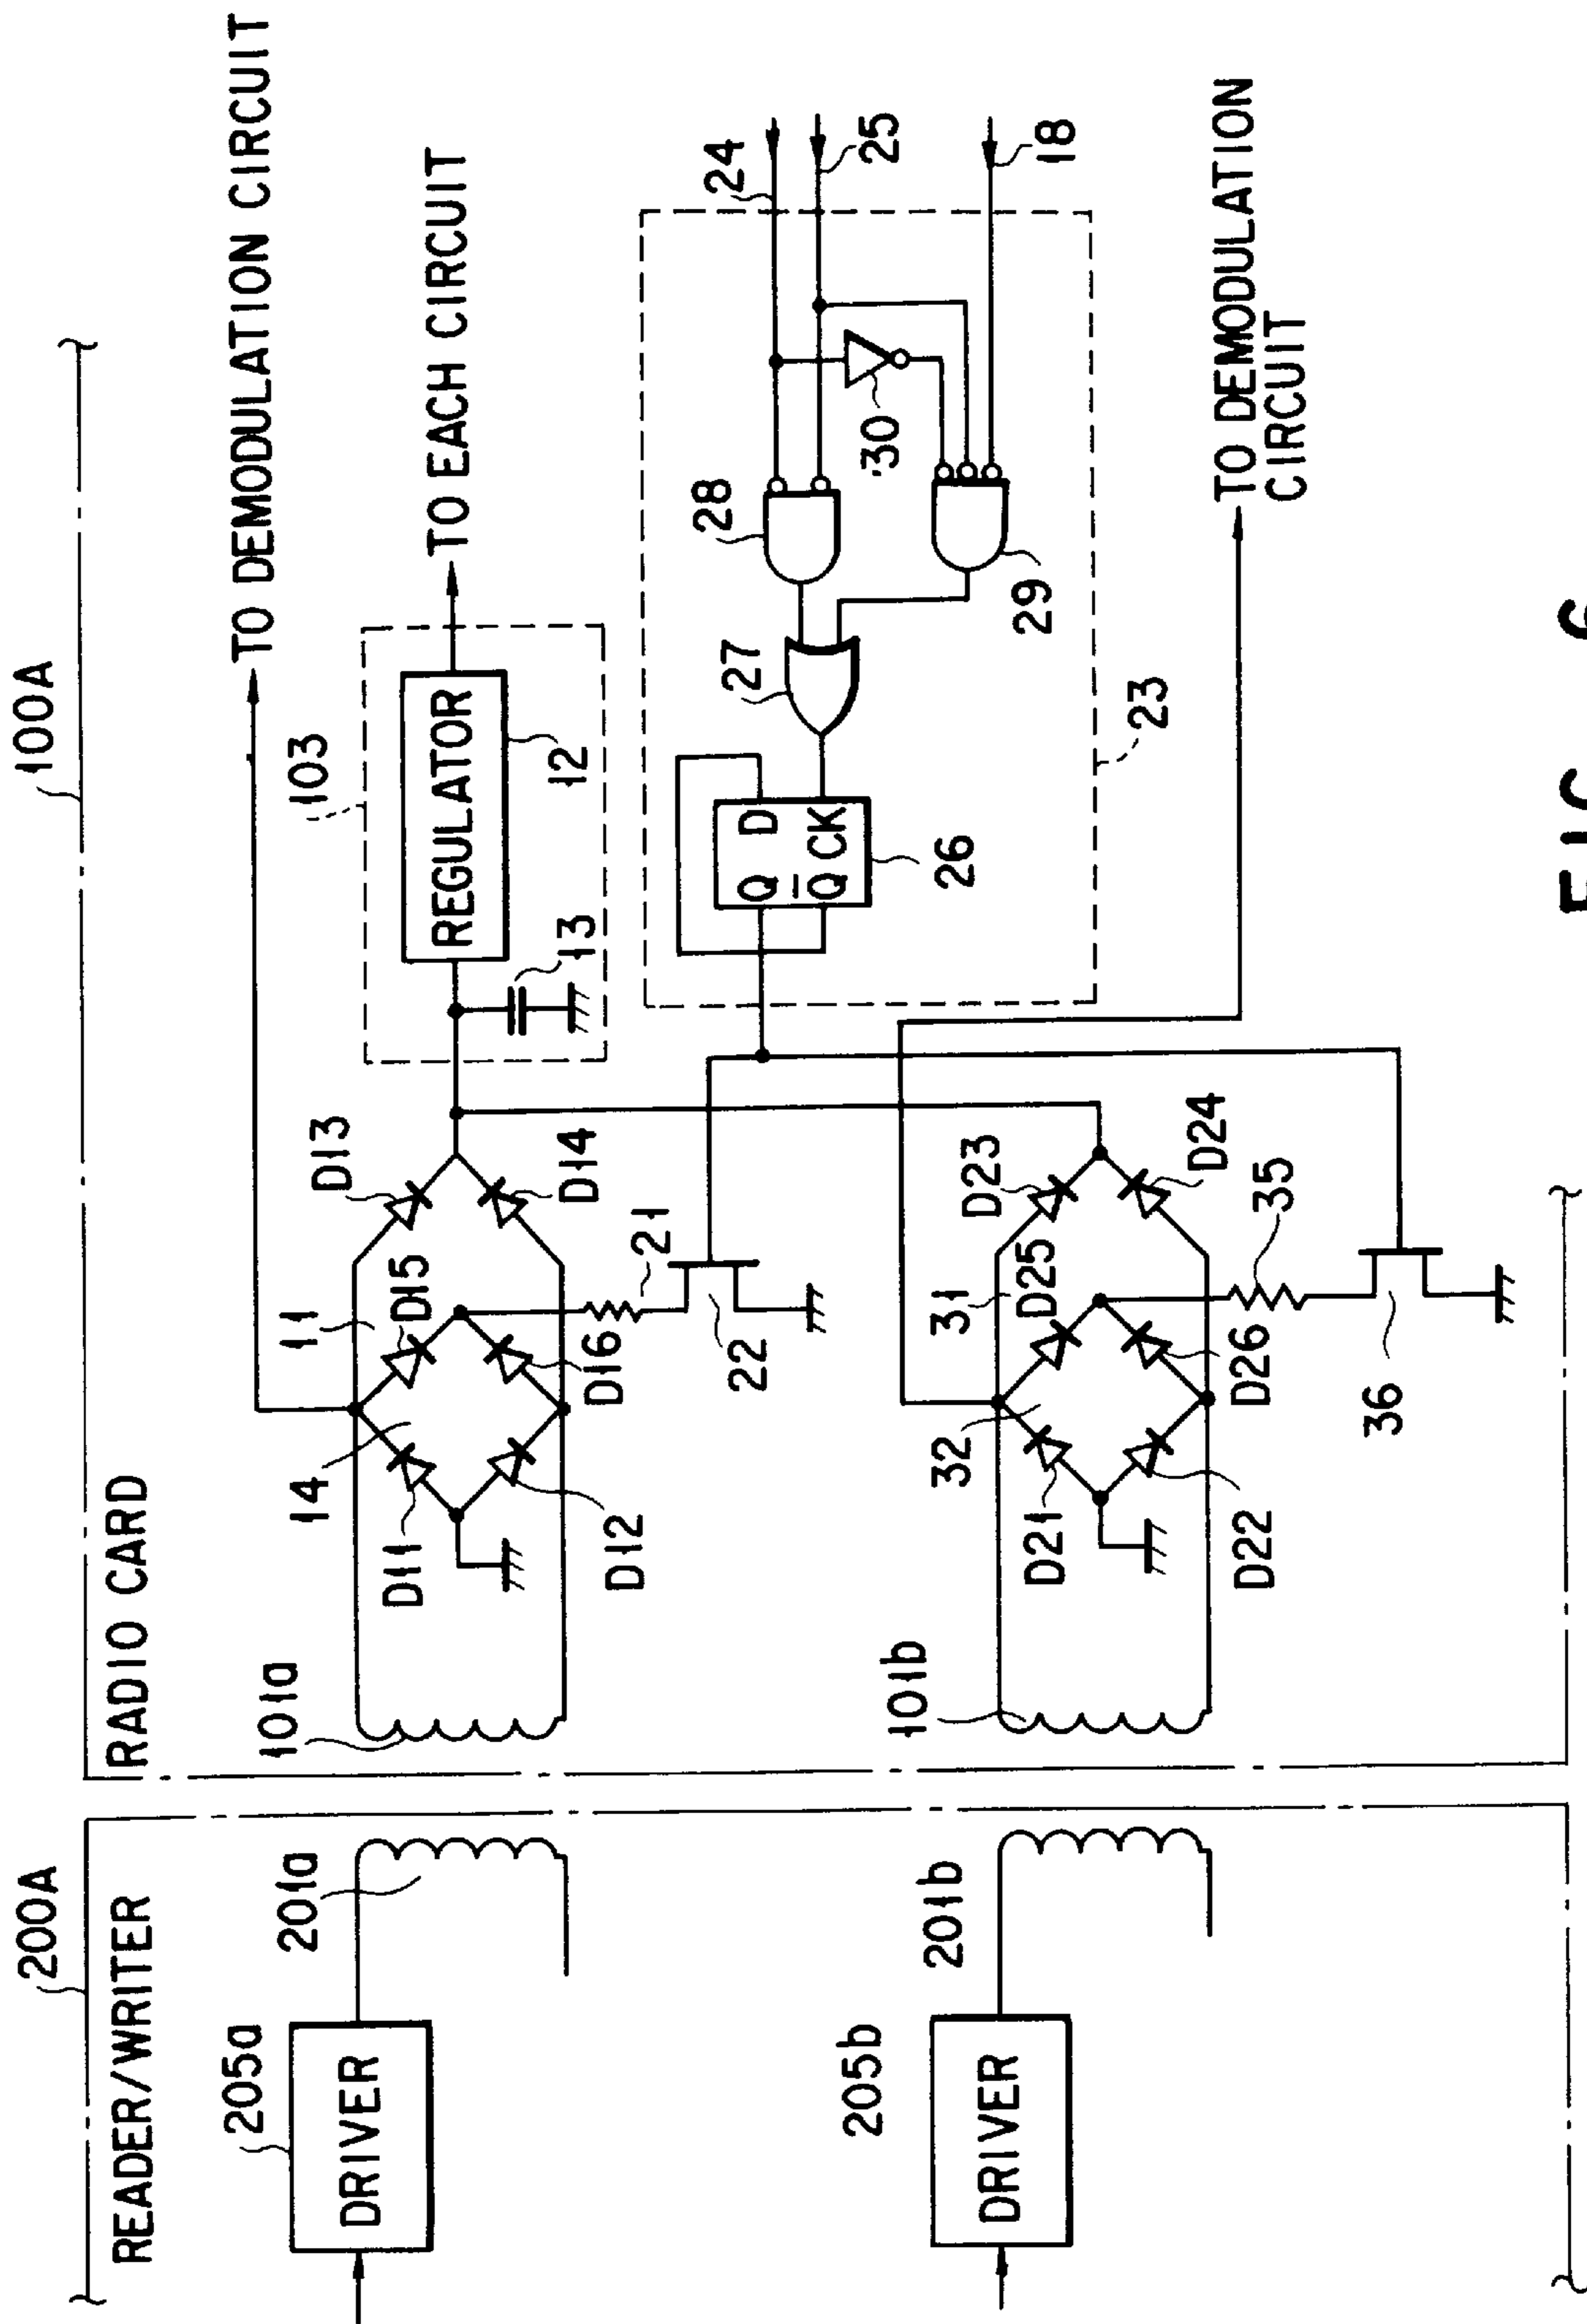 100A
200A
READER/WRITER
RADIO CARD
TO DEMODULATION CIRCUIT
205a
DRIVER
201a
101a
14
11
D11
D12
D15
D16
D13
D14
103
13
REGULATOR
12
TO EACH CIRCUIT
21
22
24
25
18
28
30
27
29
Q D
Q CK
26
23
205b
DRIVER
201b
101b
32
31
D21
D22
D25
D26
D23
D24
35
36
TO DEMODULATION
CIRCUIT